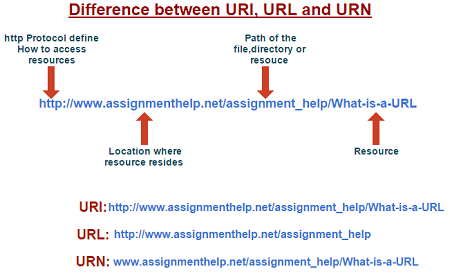 Difference between URI, URL and URN
http Protocol define
How to access
resources
Path of the
file,directory or
resouce
http://www.assignmenthelp.net/assignment_help/What-is-a-URL
Location where
resource resides
Resource
URI:http://www.assignmenthelp.net/assignment_help/What-is-a-URL
URL: http://www.assignmenthelp.net/assignment_help
URN: www.assignmenthelp.net/assignment_help/What-is-a-URL